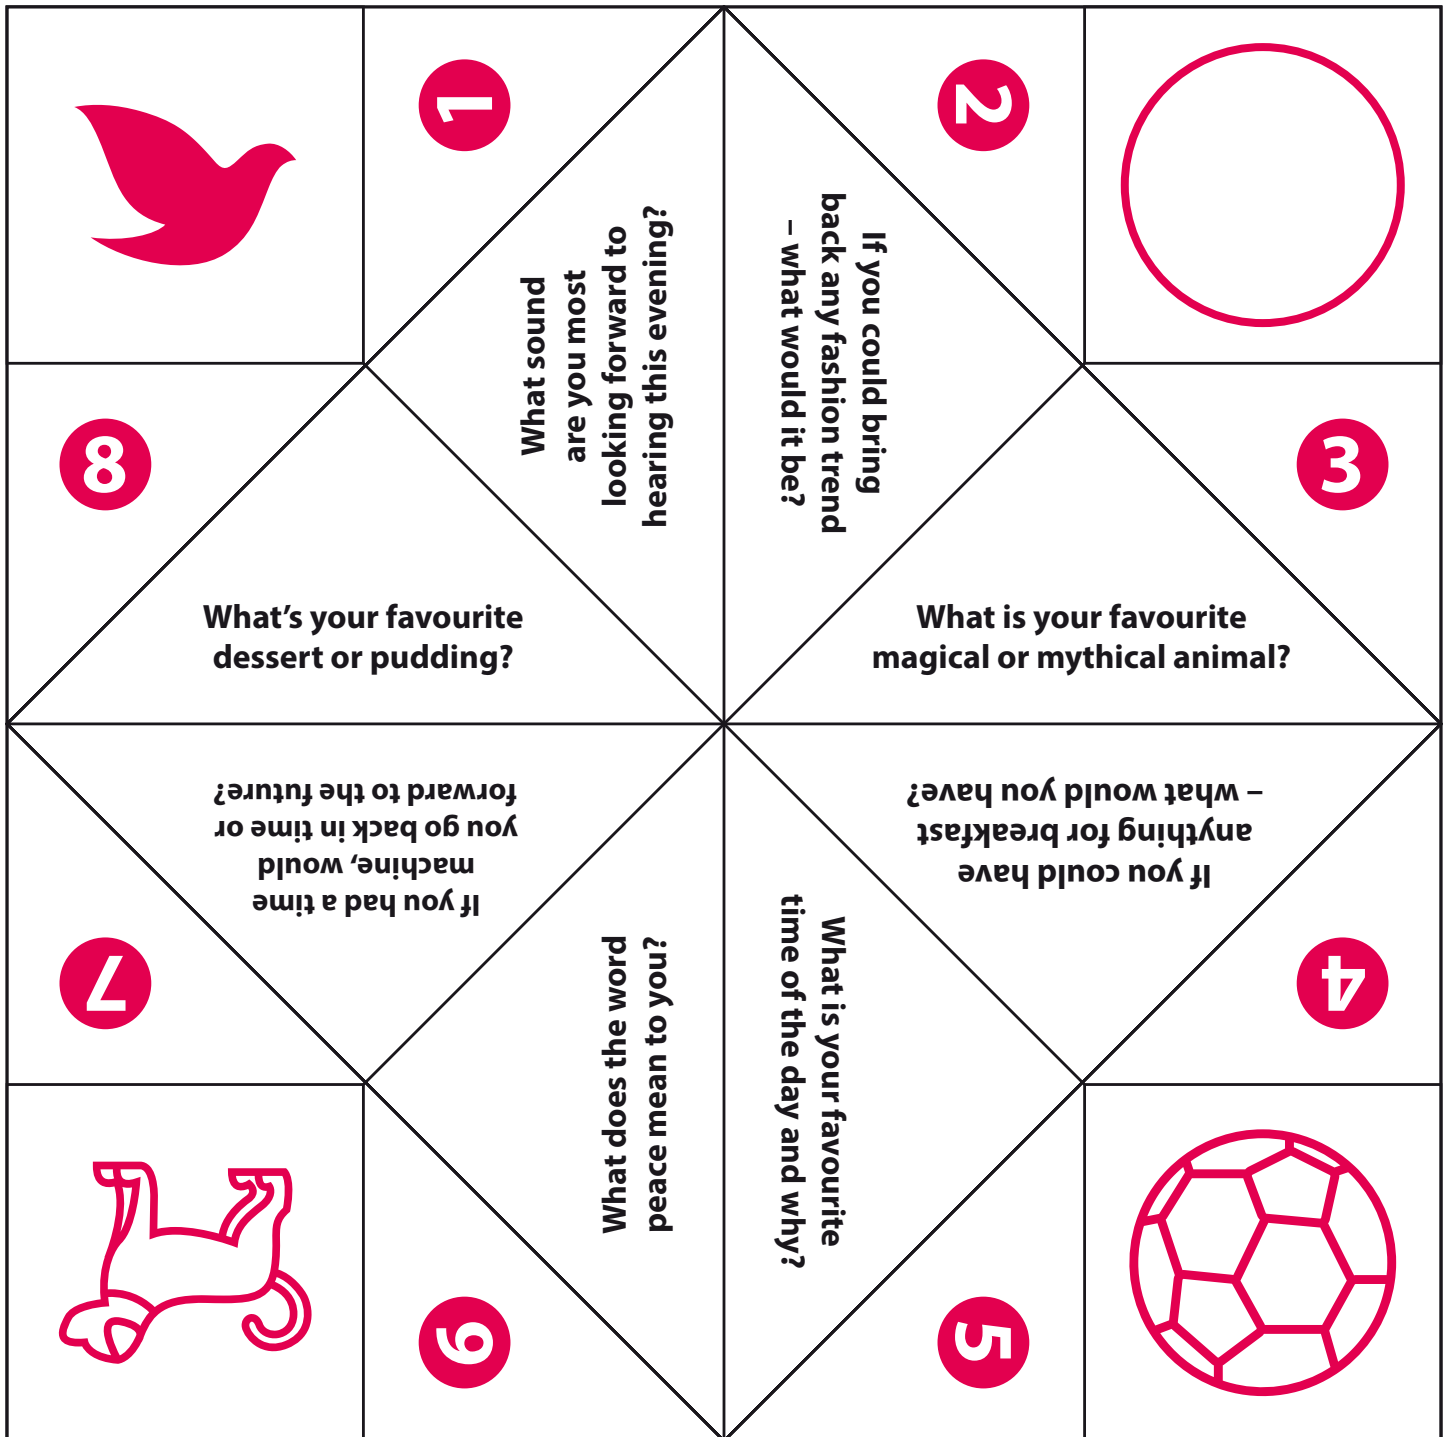 1
2
3
4
5
6
7
8
What sound
are you most
looking forward to
hearing this evening?
If you could bring
back any fashion trend
– what would it be?
What is your favourite
magical or mythical animal?
If you could have
anything for breakfast
– what would you have?
What is your favourite
time of the day and why?
What does the word
peace mean to you?
If you had a time
machine, would
you go back in time or
forward to the future?
What’s your favourite
dessert or pudding?